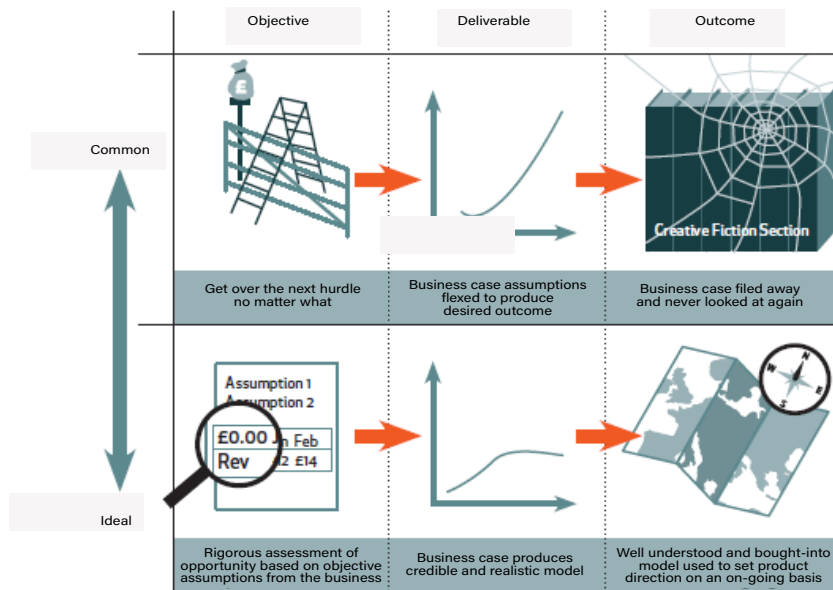 Objective
Deliverable
Outcome
Common
£
Creative Fiction Section
Get over the next hurdle
no matter what
Business case assumptions
flexed to produce
desired outcome
Business case filed away
and never looked at again
Assumption 1
Assumption 2
£0.00 Jn Feb
Rev £12 £14
N
W
E
S
Ideal
Rigorous assessment of
opportunity based on objective
assumptions from the business
Business case produces
credible and realistic model
Well understood and bought-into
model used to set product
direction on an on-going basis